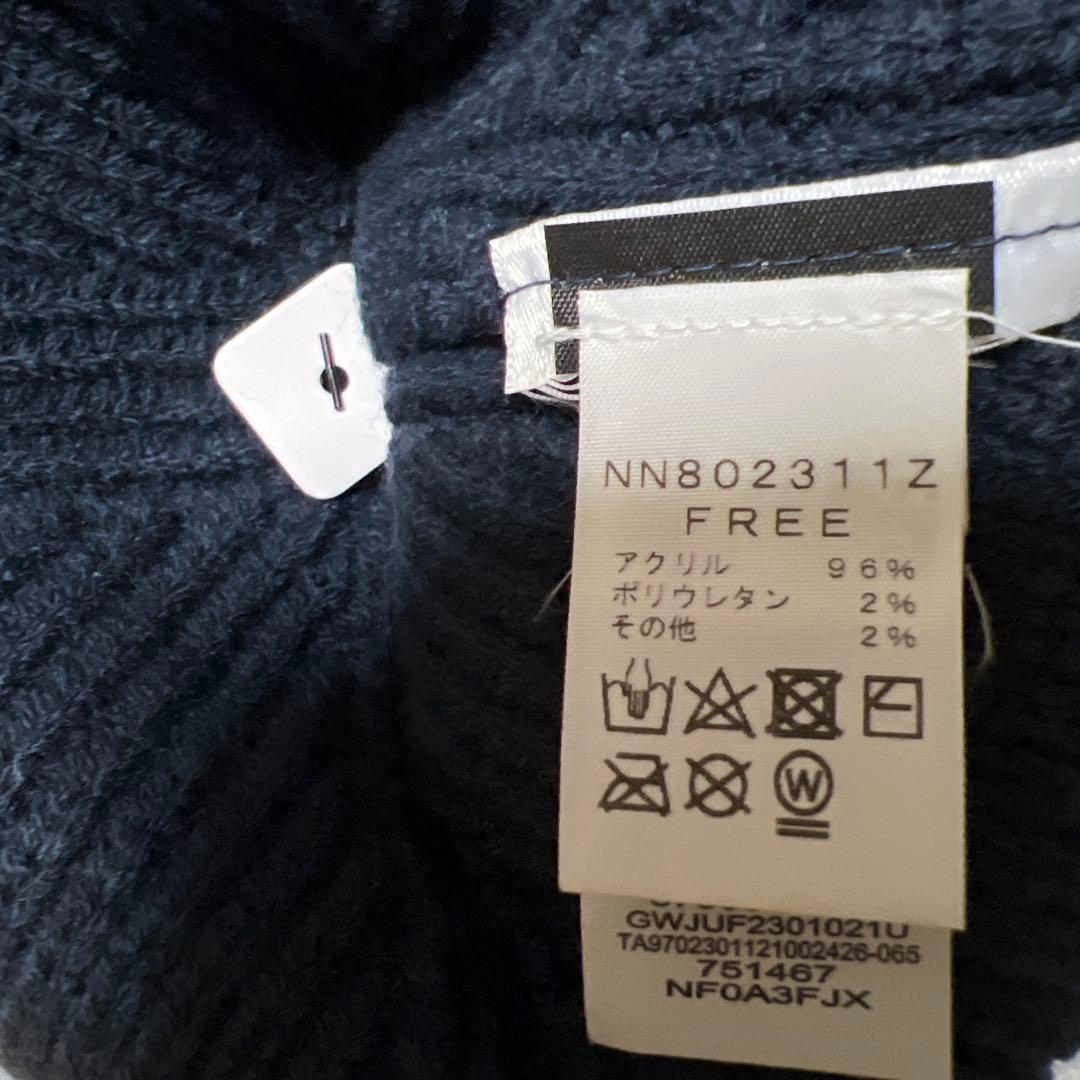 NN802311Z
FREE
アクリル 96%
ポリウレタン 2%
その他 2%
W
GWJUF2301021U
TA9702301121002426-065
751467
NF0A3FJX